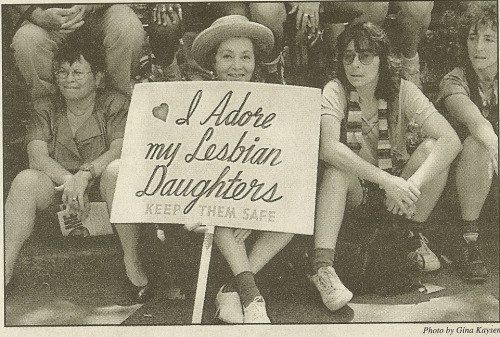 I Adore
my Lesbian
Daughters
KEEP THEM SAFE
Photo by Gina Kaysen